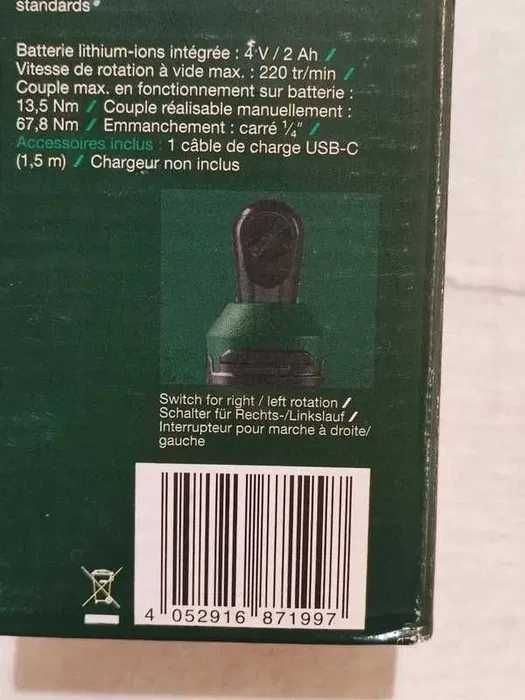 standards*
Batterie lithium-ions intégrée : 4 V / 2 Ah /
Vitesse de rotation à vide max. : 220 tr/min /
Couple max. en fonctionnement sur batterie :
13,5 Nm / Couple réalisable manuellement :
67,8 Nm / Emmanchement : carré ¼" /
Accessoires inclus : 1 câble de charge USB-C
(1,5 m) / Chargeur non inclus
Switch for right / left rotation /
Schalter für Rechts-/Linkslauf /
Interrupteur pour marche à droite/
gauche
4 052916 871997